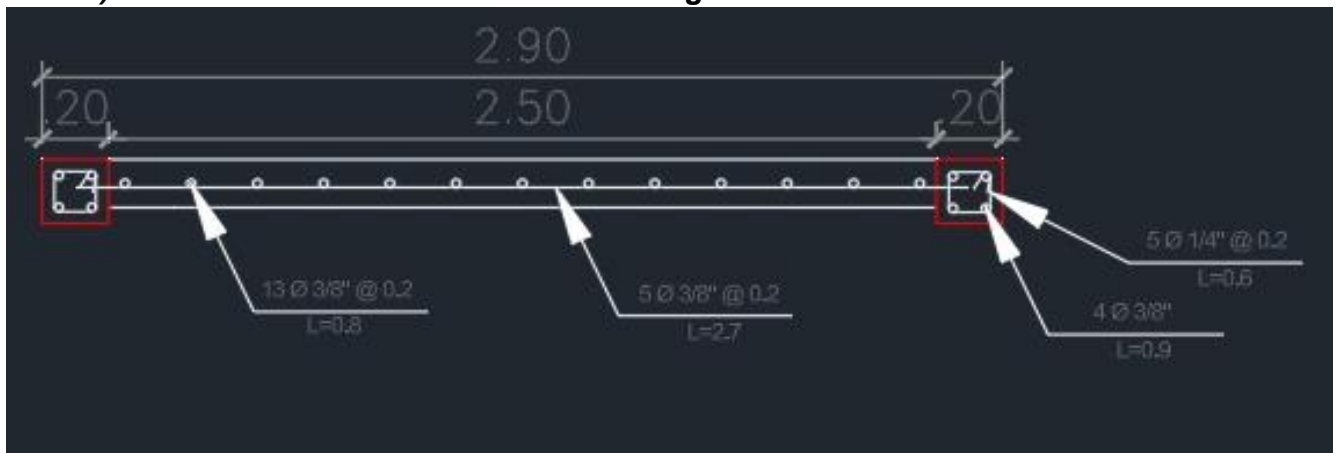 2.90
.20
2.50
.20
13 Ø 3/8" @ 0.2
L=0.8
5 Ø 3/8" @ 0.2
L=2.7
5 Ø 1/4" @ 0.2
L=0.6
4 Ø 3/8"
L=0.9